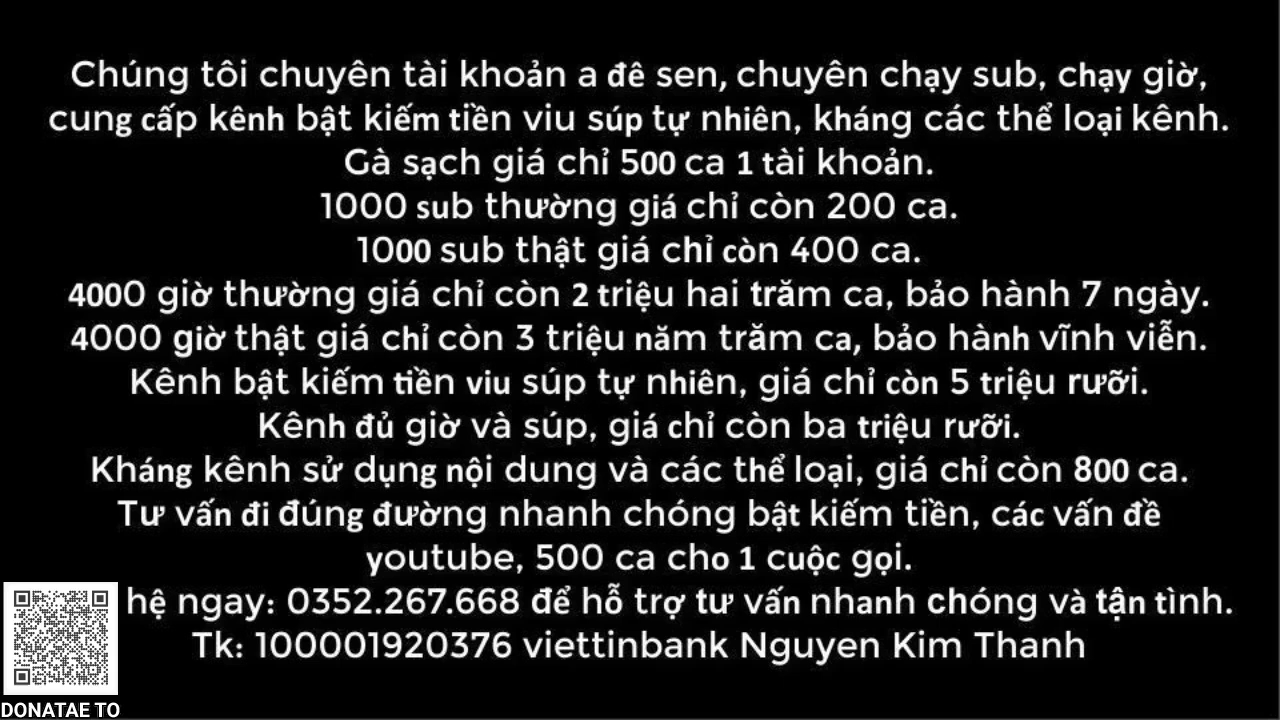 Chúng tôi chuyên tài khoản a đê sen, chuyên chạy sub, chạy giờ,
cung cấp kênh bật kiếm tiền viu súp tự nhiên, kháng các thể loại kênh.
Gà sạch giá chỉ 500 ca 1 tài khoản.
1000 sub thường giá chỉ còn 200 ca.
1000 sub thật giá chỉ còn 400 ca.
4000 giờ thường giá chỉ còn 2 triệu hai trăm ca, bảo hành 7 ngày.
4000 giờ thật giá chỉ còn 3 triệu năm trăm ca, bảo hành vĩnh viễn.
Kênh bật kiếm tiền viu súp tự nhiên, giá chỉ còn 5 triệu rưỡi.
Kênh đủ giờ và súp, giá chỉ còn ba triệu rưỡi.
Kháng kênh sử dụng nội dung và các thể loại, giá chỉ còn 800 ca.
Tư vấn đi đúng đường nhanh chóng bật kiếm tiền, các vấn đề
youtube, 500 ca cho 1 cuộc gọi.
hệ ngay: 0352.267.668 để hỗ trợ tư vấn nhanh chóng và tận tình.
Tk: 100001920376 viettinbank Nguyen Kim Thanh
DONATAE TO